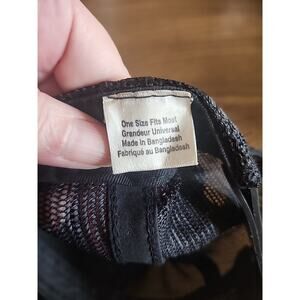 One Size Fits Most
Grandeur Universal
Made in Bangladesh
Fabriqué au Bangladesh